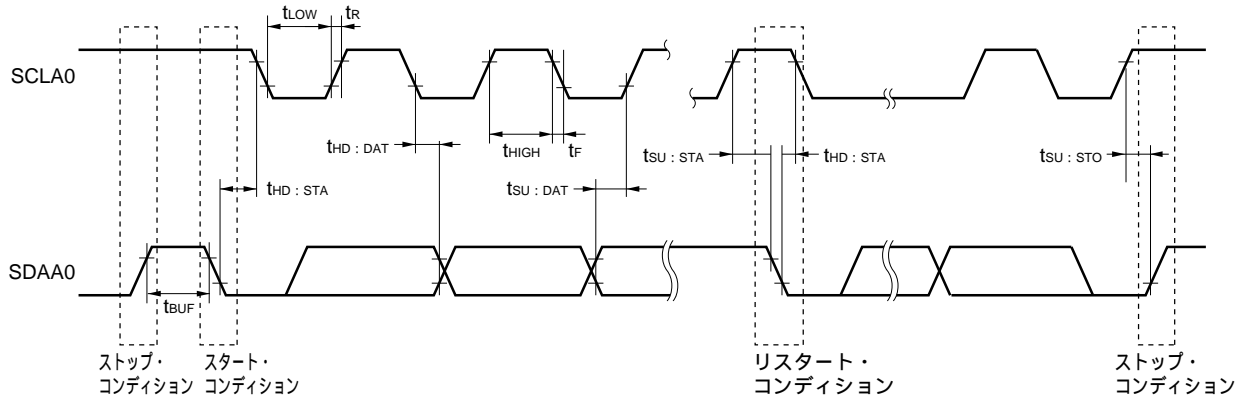 tLOW tR
SCLA0
tHD : DAT tHIGH tF tSU : STA tHD : STA tSU : STO
tHD : STA tSU : DAT
SDAA0
tBUF
ストップ・ スタート・ リスタート・ ストップ・
コンディション コンディション コンディション コンディション